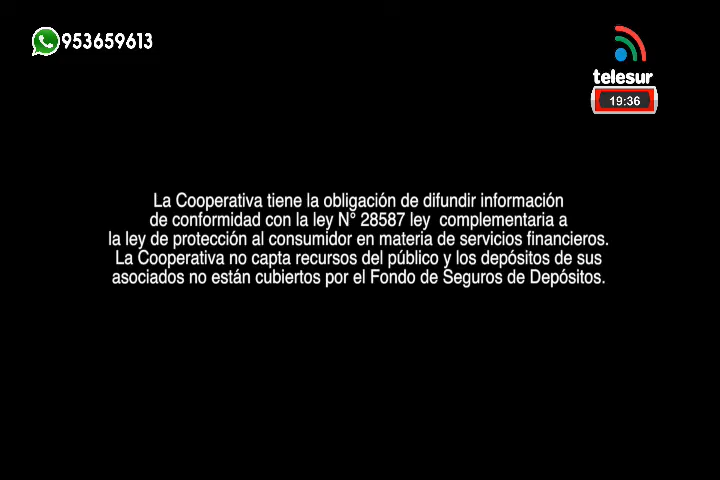 953659613
telesur
19:36
La Cooperativa tiene la obligación de difundir información
de conformidad con la ley N° 28587 ley complementaria a
la ley de protección al consumidor en materia de servicios financieros.
La Cooperativa no capta recursos del público y los depósitos de sus
asociados no están cubiertos por el Fondo de Seguros de Depósitos.